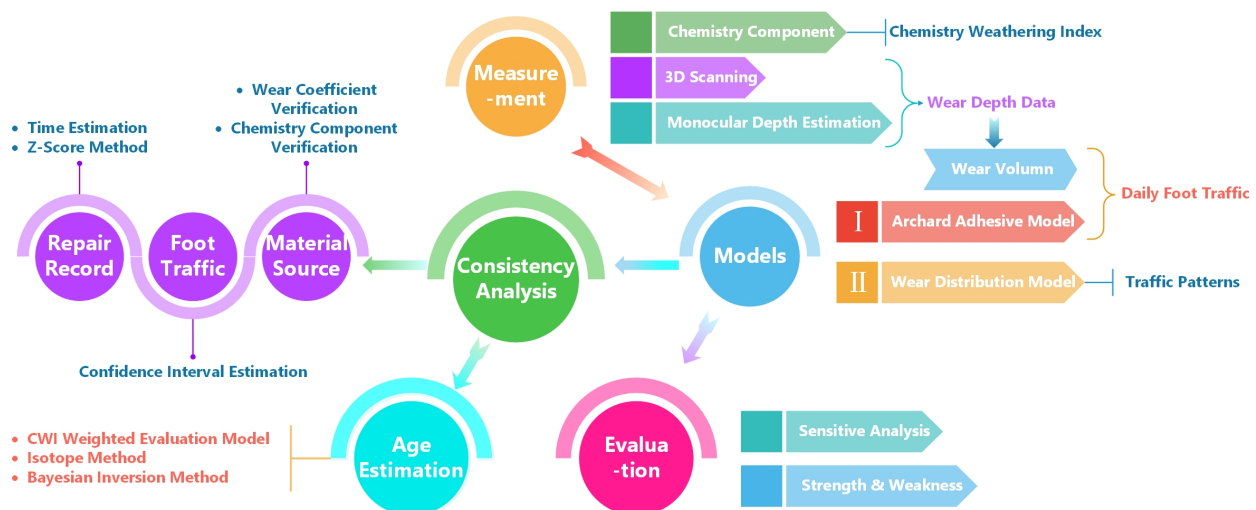 Measure
-ment
Chemistry Component
Chemistry Weathering Index
3D Scanning
Monocular Depth Estimation
Wear Depth Data
Wear Volumn
I
Archard Adhesive Model
Daily Foot Traffic
II
Wear Distribution Model
Traffic Patterns
Models
Consistency
Analysis
• Wear Coefficient
Verification
• Chemistry Component
Verification
• Time Estimation
• Z-Score Method
Repair
Record
Foot
Traffic
Material
Source
Confidence Interval Estimation
Age
Estimation
• CWI Weighted Evaluation Model
• Isotope Method
• Bayesian Inversion Method
Evalua
-tion
Sensitive Analysis
Strength & Weakness